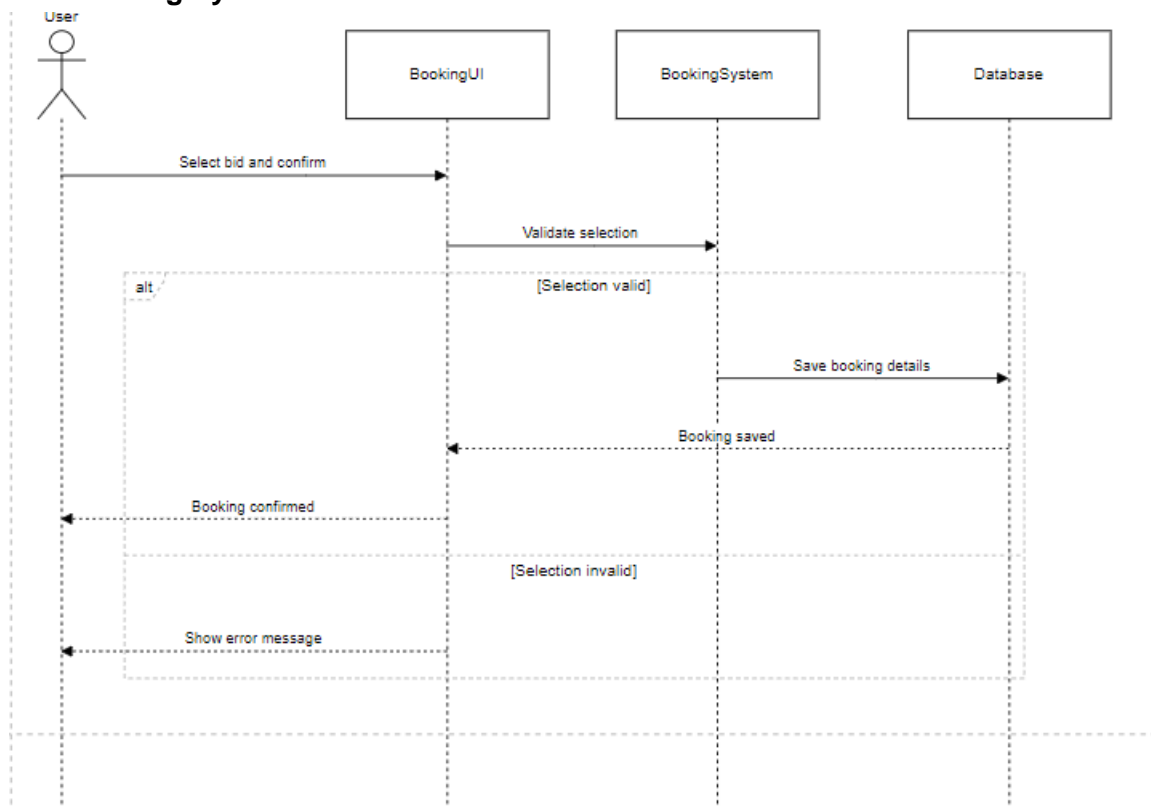 User
BookingUI
BookingSystem
Database
Select bid and confirm
Validate selection
alt
[Selection valid]
Save booking details
Booking saved
Booking confirmed
[Selection invalid]
Show error message